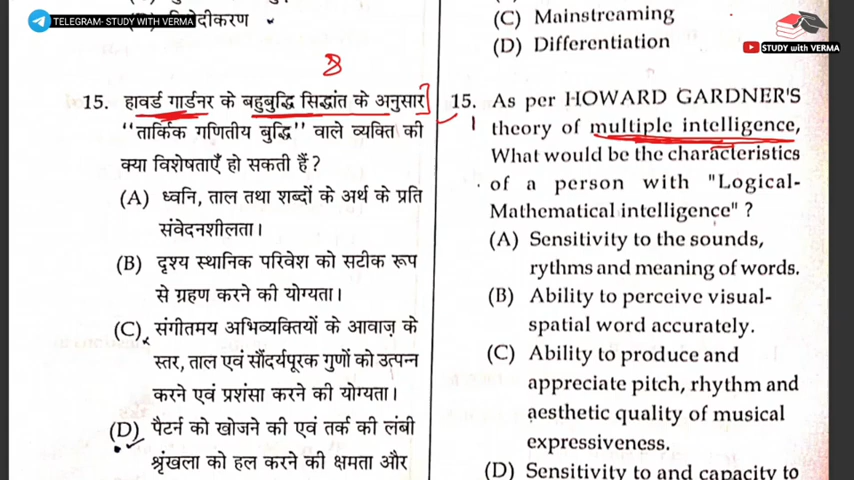 TELEGRAM- STUDY WITH VERMA
8
15. हावर्ड गार्डनर के बहुबुद्धि सिद्धांत के अनुसार
"तार्किक गणितीय बुद्धि" वाले व्यक्ति की
क्या विशेषताएँ हो सकती हैं?
(A) ध्वनि, ताल तथा शब्दों के अर्थ के प्रति
संवेदनशीलता।
(B) दृश्य स्थानिक परिवेश को सटीक रूप
से ग्रहण करने की योग्यता।
(C) संगीतमय अभिव्यक्तियों के आवाज़ के
स्तर, ताल एवं सौंदर्यपूरक गुणों को उत्पन्न
करने एवं प्रशंसा करने की योग्यता।
(D) पैटर्न को खोजने की एवं तर्क की लंबी
श्रृंखला को हल करने की क्षमता और
(C) Mainstreaming
(D) Differentiation
STUDY with VERMA
15. As per HOWARD GARDNER'S
theory of multiple intelligence,
What would be the characteristics
of a person with "Logical-
Mathematical intelligence" ?
(A) Sensitivity to the sounds,
rythms and meaning of words.
(B) Ability to perceive visual-
spatial word accurately.
(C) Ability to produce and
appreciate pitch, rhythm and
aesthetic quality of musical
expressiveness.
(D) Sensitivity to and capacity to